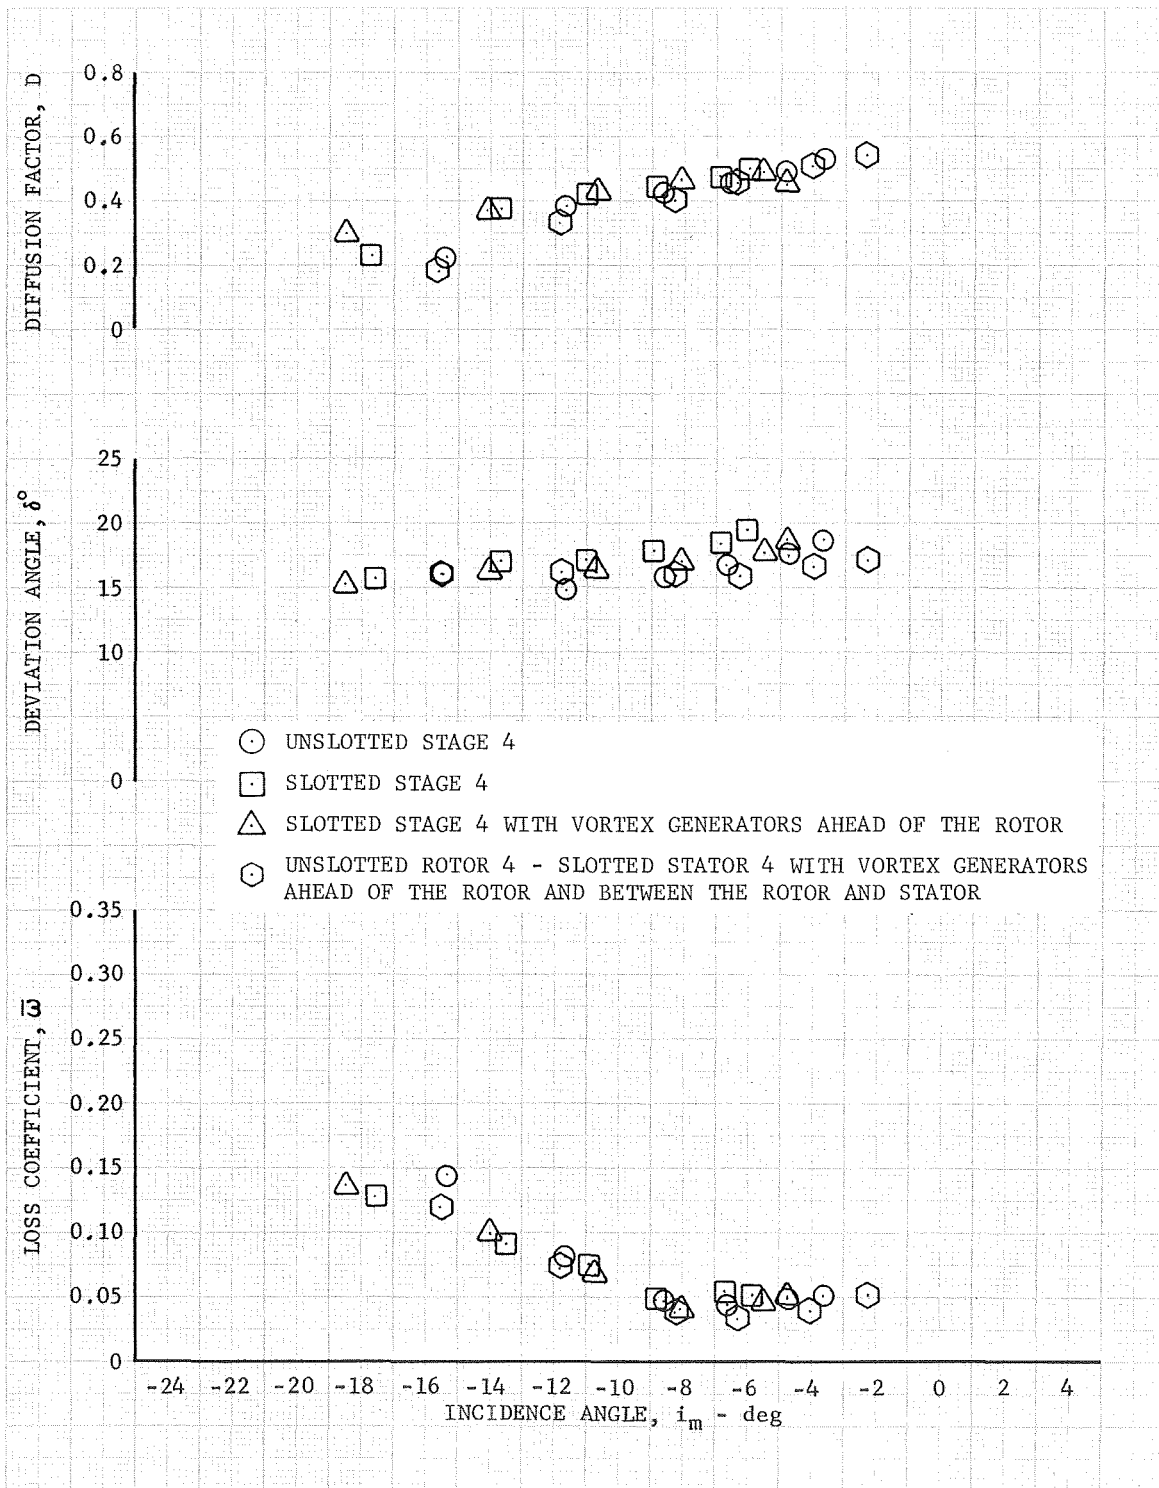 DIFFUSION FACTOR, D
0.8
0.6
0.4
0.2
0
DEVIATION ANGLE, δ°
25
20
15
10
0
UNSLOTTED STAGE 4
SLOTTED STAGE 4
SLOTTED STAGE 4 WITH VORTEX GENERATORS AHEAD OF THE ROTOR
UNSLOTTED ROTOR 4 - SLOTTED STATOR 4 WITH VORTEX GENERATORS
AHEAD OF THE ROTOR AND BETWEEN THE ROTOR AND STATOR
LOSS COEFFICIENT, ω̅
0.35
0.30
0.25
0.20
0.15
0.10
0.05
0
-24 -22 -20 -18 -16 -14 -12 -10 -8 -6 -4 -2 0 2 4
INCIDENCE ANGLE, i_m - deg